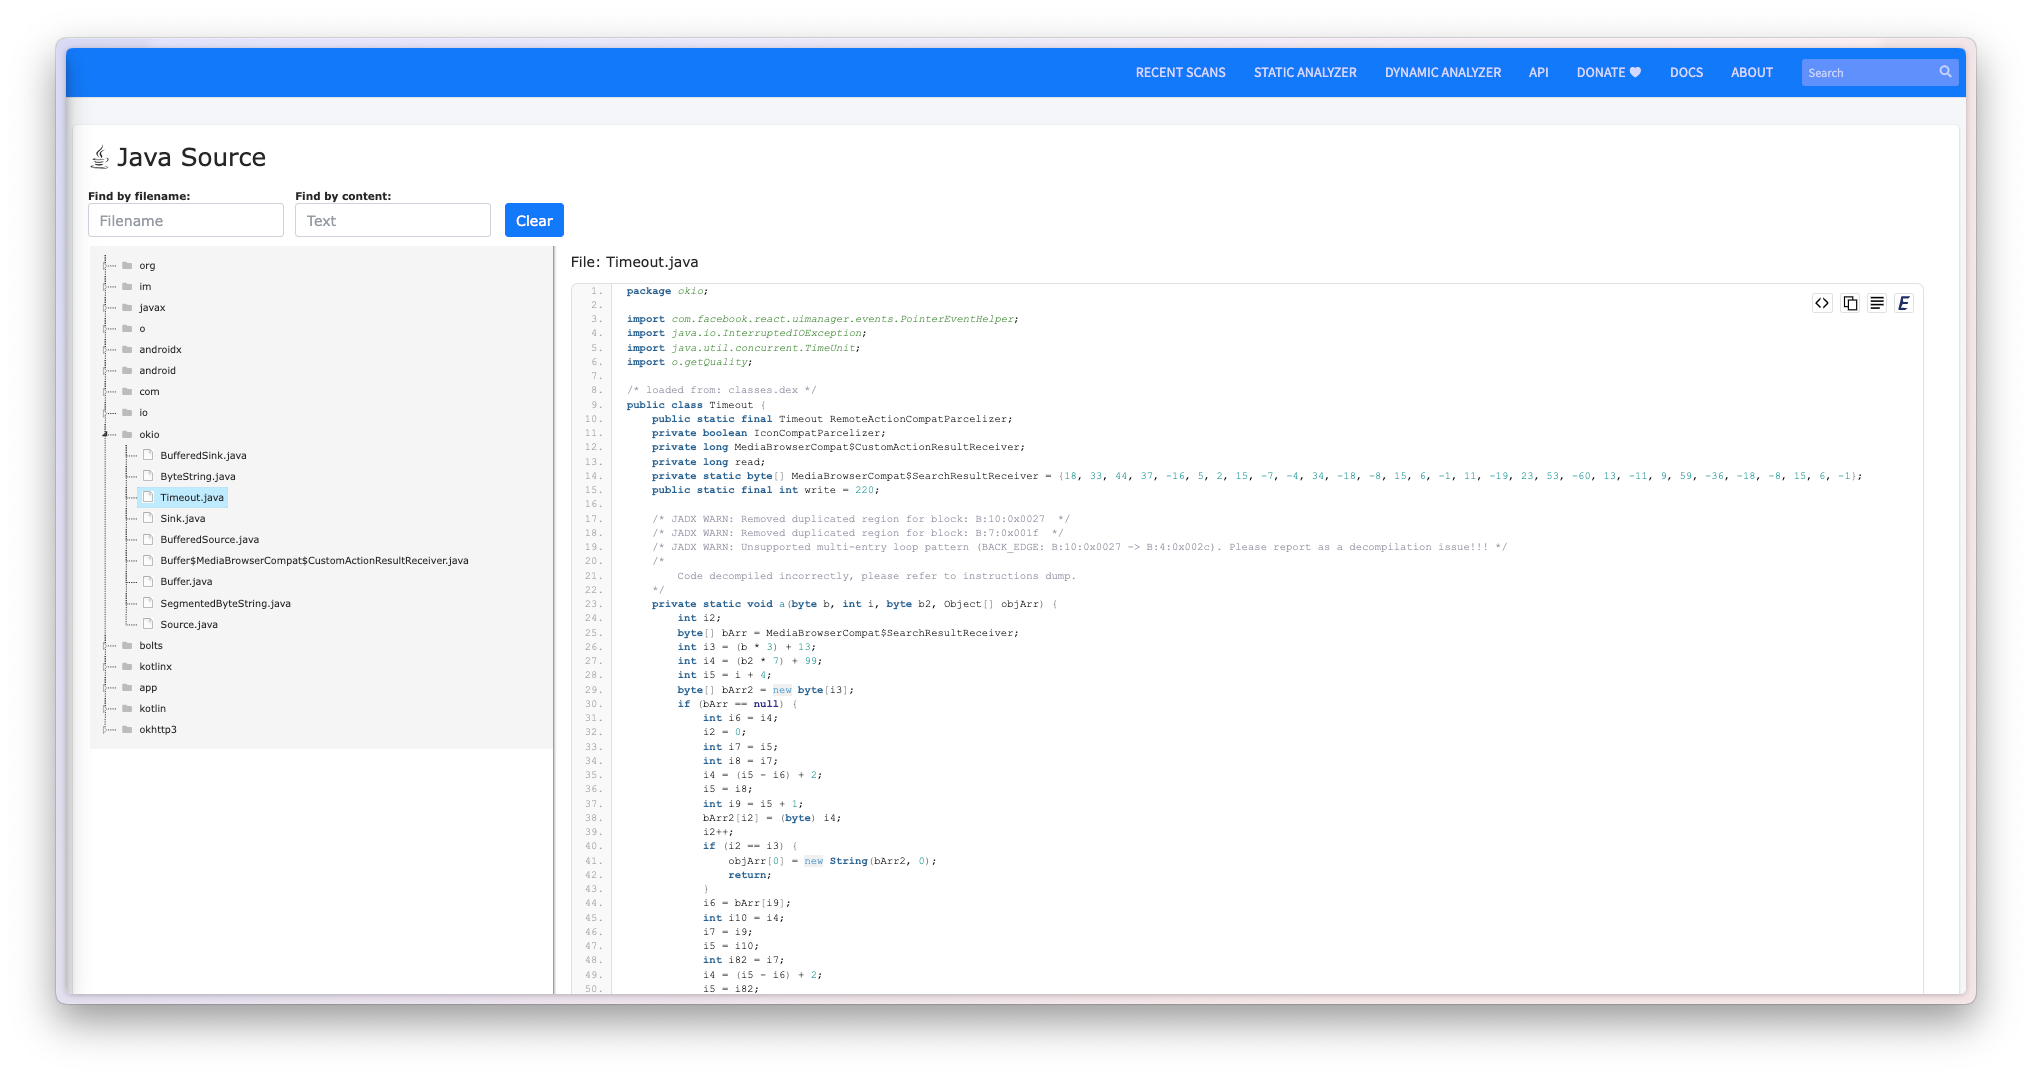 RECENT SCANS STATIC ANALYZER DYNAMIC ANALYZER API DONATE DOCS ABOUT Search
Java Source
Find by filename: Find by content:
Filename Text Clear
org
im
javax
o
androidx
android
com
io
okio
BufferedSink.java
ByteString.java
Timeout.java
Sink.java
BufferedSource.java
Buffer$MediaBrowserCompat$CustomActionResultReceiver.java
Buffer.java
SegmentedByteString.java
Source.java
bolts
kotlinx
app
kotlin
okhttp3
File: Timeout.java
1. package okio;
2.
3. import com.facebook.react.uimanager.events.PointerEventHelper;
4. import java.io.InterruptedIOException;
5. import java.util.concurrent.TimeUnit;
6. import o.getQuality;
7.
8. /* loaded from: classes.dex */
9. public class Timeout {
10. public static final Timeout RemoteActionCompatParcelizer;
11. private boolean IconCompatParcelizer;
12. private long MediaBrowserCompat$CustomActionResultReceiver;
13. private long read;
14. private static byte[] MediaBrowserCompat$SearchResultReceiver = {18, 33, 44, 37, -16, 5, 2, 15, -7, -4, 34, -18, -8, 15, 6, -1, 11, -19, 23, 53, -60, 13, -11, 9, 59, -36, -18, -8, 15, 6, -1};
15. public static final int write = 220;
16.
17. /* JADX WARN: Removed duplicated region for block: B:10:0x0027 */
18. /* JADX WARN: Removed duplicated region for block: B:7:0x001f */
19. /* JADX WARN: Unsupported multi-entry loop pattern (BACK_EDGE: B:10:0x0027 -> B:4:0x002c). Please report as a decompilation issue!!! */
20. /*
21. Code decompiled incorrectly, please refer to instructions dump.
22. */
23. private static void a(byte b, int i, byte b2, Object[] objArr) {
24. int i2;
25. byte[] bArr = MediaBrowserCompat$SearchResultReceiver;
26. int i3 = (b * 3) + 13;
27. int i4 = (b2 * 7) + 99;
28. int i5 = i + 4;
29. byte[] bArr2 = new byte[i3];
30. if (bArr == null) {
31. int i6 = i4;
32. i2 = 0;
33. int i7 = i5;
34. int i8 = i7;
35. i4 = (i5 - i6) + 2;
36. i5 = i8;
37. int i9 = i5 + 1;
38. bArr2[i2] = (byte) i4;
39. i2++;
40. if (i2 == i3) {
41. objArr[0] = new String(bArr2, 0);
42. return;
43. }
44. i6 = bArr[i9];
45. int i10 = i4;
46. i7 = i9;
47. i5 = i10;
48. int i82 = i7;
49. i4 = (i5 - i6) + 2;
50. i5 = i82;